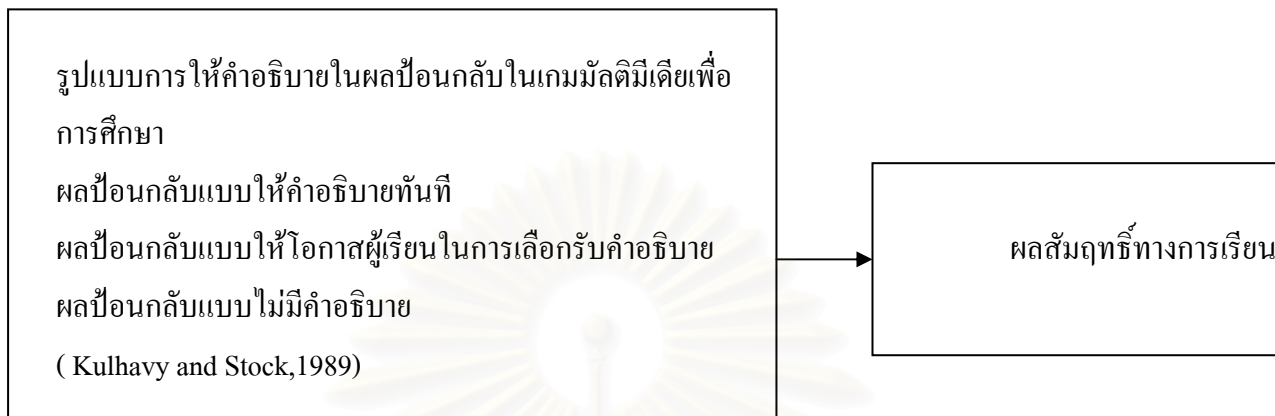 รูปแบบการให้คำอธิบายในผลป้อนกลับในเกมมัลติมีเดียเพื่อ
การศึกษา
ผลป้อนกลับแบบให้คำอธิบายทันที
ผลป้อนกลับแบบให้โอกาสผู้เรียนในการเลือกรับคำอธิบาย
ผลป้อนกลับแบบไม่มีคำอธิบาย
( Kulhavy and Stock,1989)
ผลสัมฤทธิ์ทางการเรียน